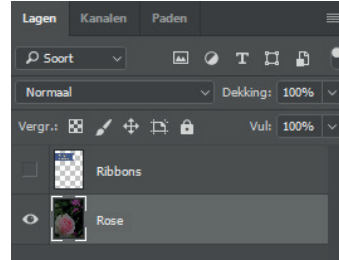 Lagen Kanalen Paden
Soort
Normaal Dekking: 100%
Vergr.: Vul: 100%
Ribbons
Rose